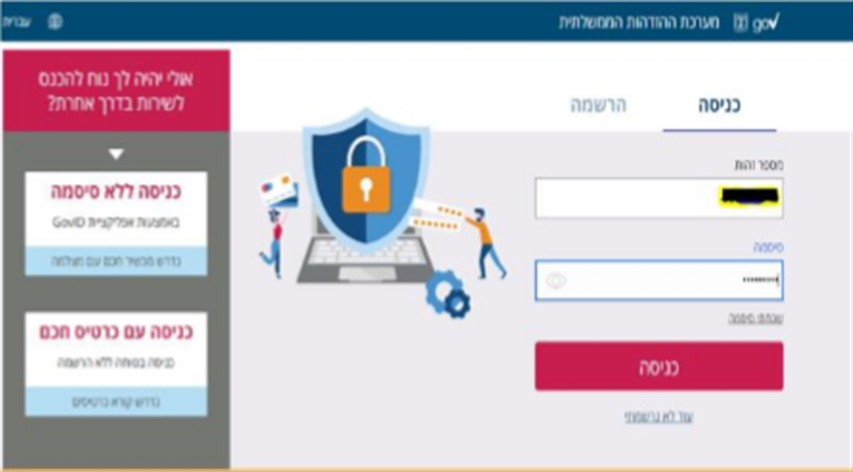 gov מערכת ההזדהות הממשלתית
עברית
כניסה
הרשמה
מספר זהות
סיסמה
שכחתי סיסמה
כניסה
עוד לא נרשמתי
אולי יהיה לך נוח להכנס
לשירות בדרך אחרת?
כניסה ללא סיסמה
באמצעות אפליקציית GovID
נדרש מכשיר חכם עם מצלמה
כניסה עם כרטיס חכם
כניסה בטוחה ללא הרשמה
נדרש קורא כרטיסים